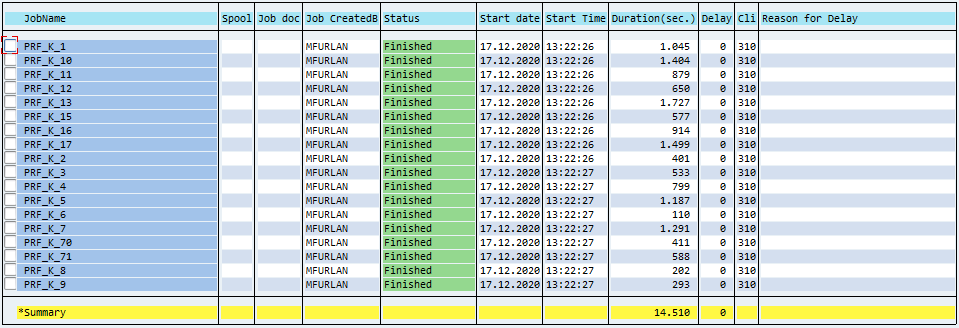 JobName Spool Job doc Job CreatedB Status Start date Start Time Duration(sec.) Delay Cli Reason for Delay
PRF_K_1 MFURLAN Finished 17.12.2020 13:22:26 1.045 0 310
PRF_K_10 MFURLAN Finished 17.12.2020 13:22:26 1.404 0 310
PRF_K_11 MFURLAN Finished 17.12.2020 13:22:26 879 0 310
PRF_K_12 MFURLAN Finished 17.12.2020 13:22:26 650 0 310
PRF_K_13 MFURLAN Finished 17.12.2020 13:22:26 1.727 0 310
PRF_K_15 MFURLAN Finished 17.12.2020 13:22:26 577 0 310
PRF_K_16 MFURLAN Finished 17.12.2020 13:22:26 914 0 310
PRF_K_17 MFURLAN Finished 17.12.2020 13:22:26 1.499 0 310
PRF_K_2 MFURLAN Finished 17.12.2020 13:22:26 401 0 310
PRF_K_3 MFURLAN Finished 17.12.2020 13:22:27 533 0 310
PRF_K_4 MFURLAN Finished 17.12.2020 13:22:27 799 0 310
PRF_K_5 MFURLAN Finished 17.12.2020 13:22:27 1.187 0 310
PRF_K_6 MFURLAN Finished 17.12.2020 13:22:27 110 0 310
PRF_K_7 MFURLAN Finished 17.12.2020 13:22:27 1.291 0 310
PRF_K_70 MFURLAN Finished 17.12.2020 13:22:27 411 0 310
PRF_K_71 MFURLAN Finished 17.12.2020 13:22:27 588 0 310
PRF_K_8 MFURLAN Finished 17.12.2020 13:22:27 202 0 310
PRF_K_9 MFURLAN Finished 17.12.2020 13:22:27 293 0 310
*Summary 14.510 0